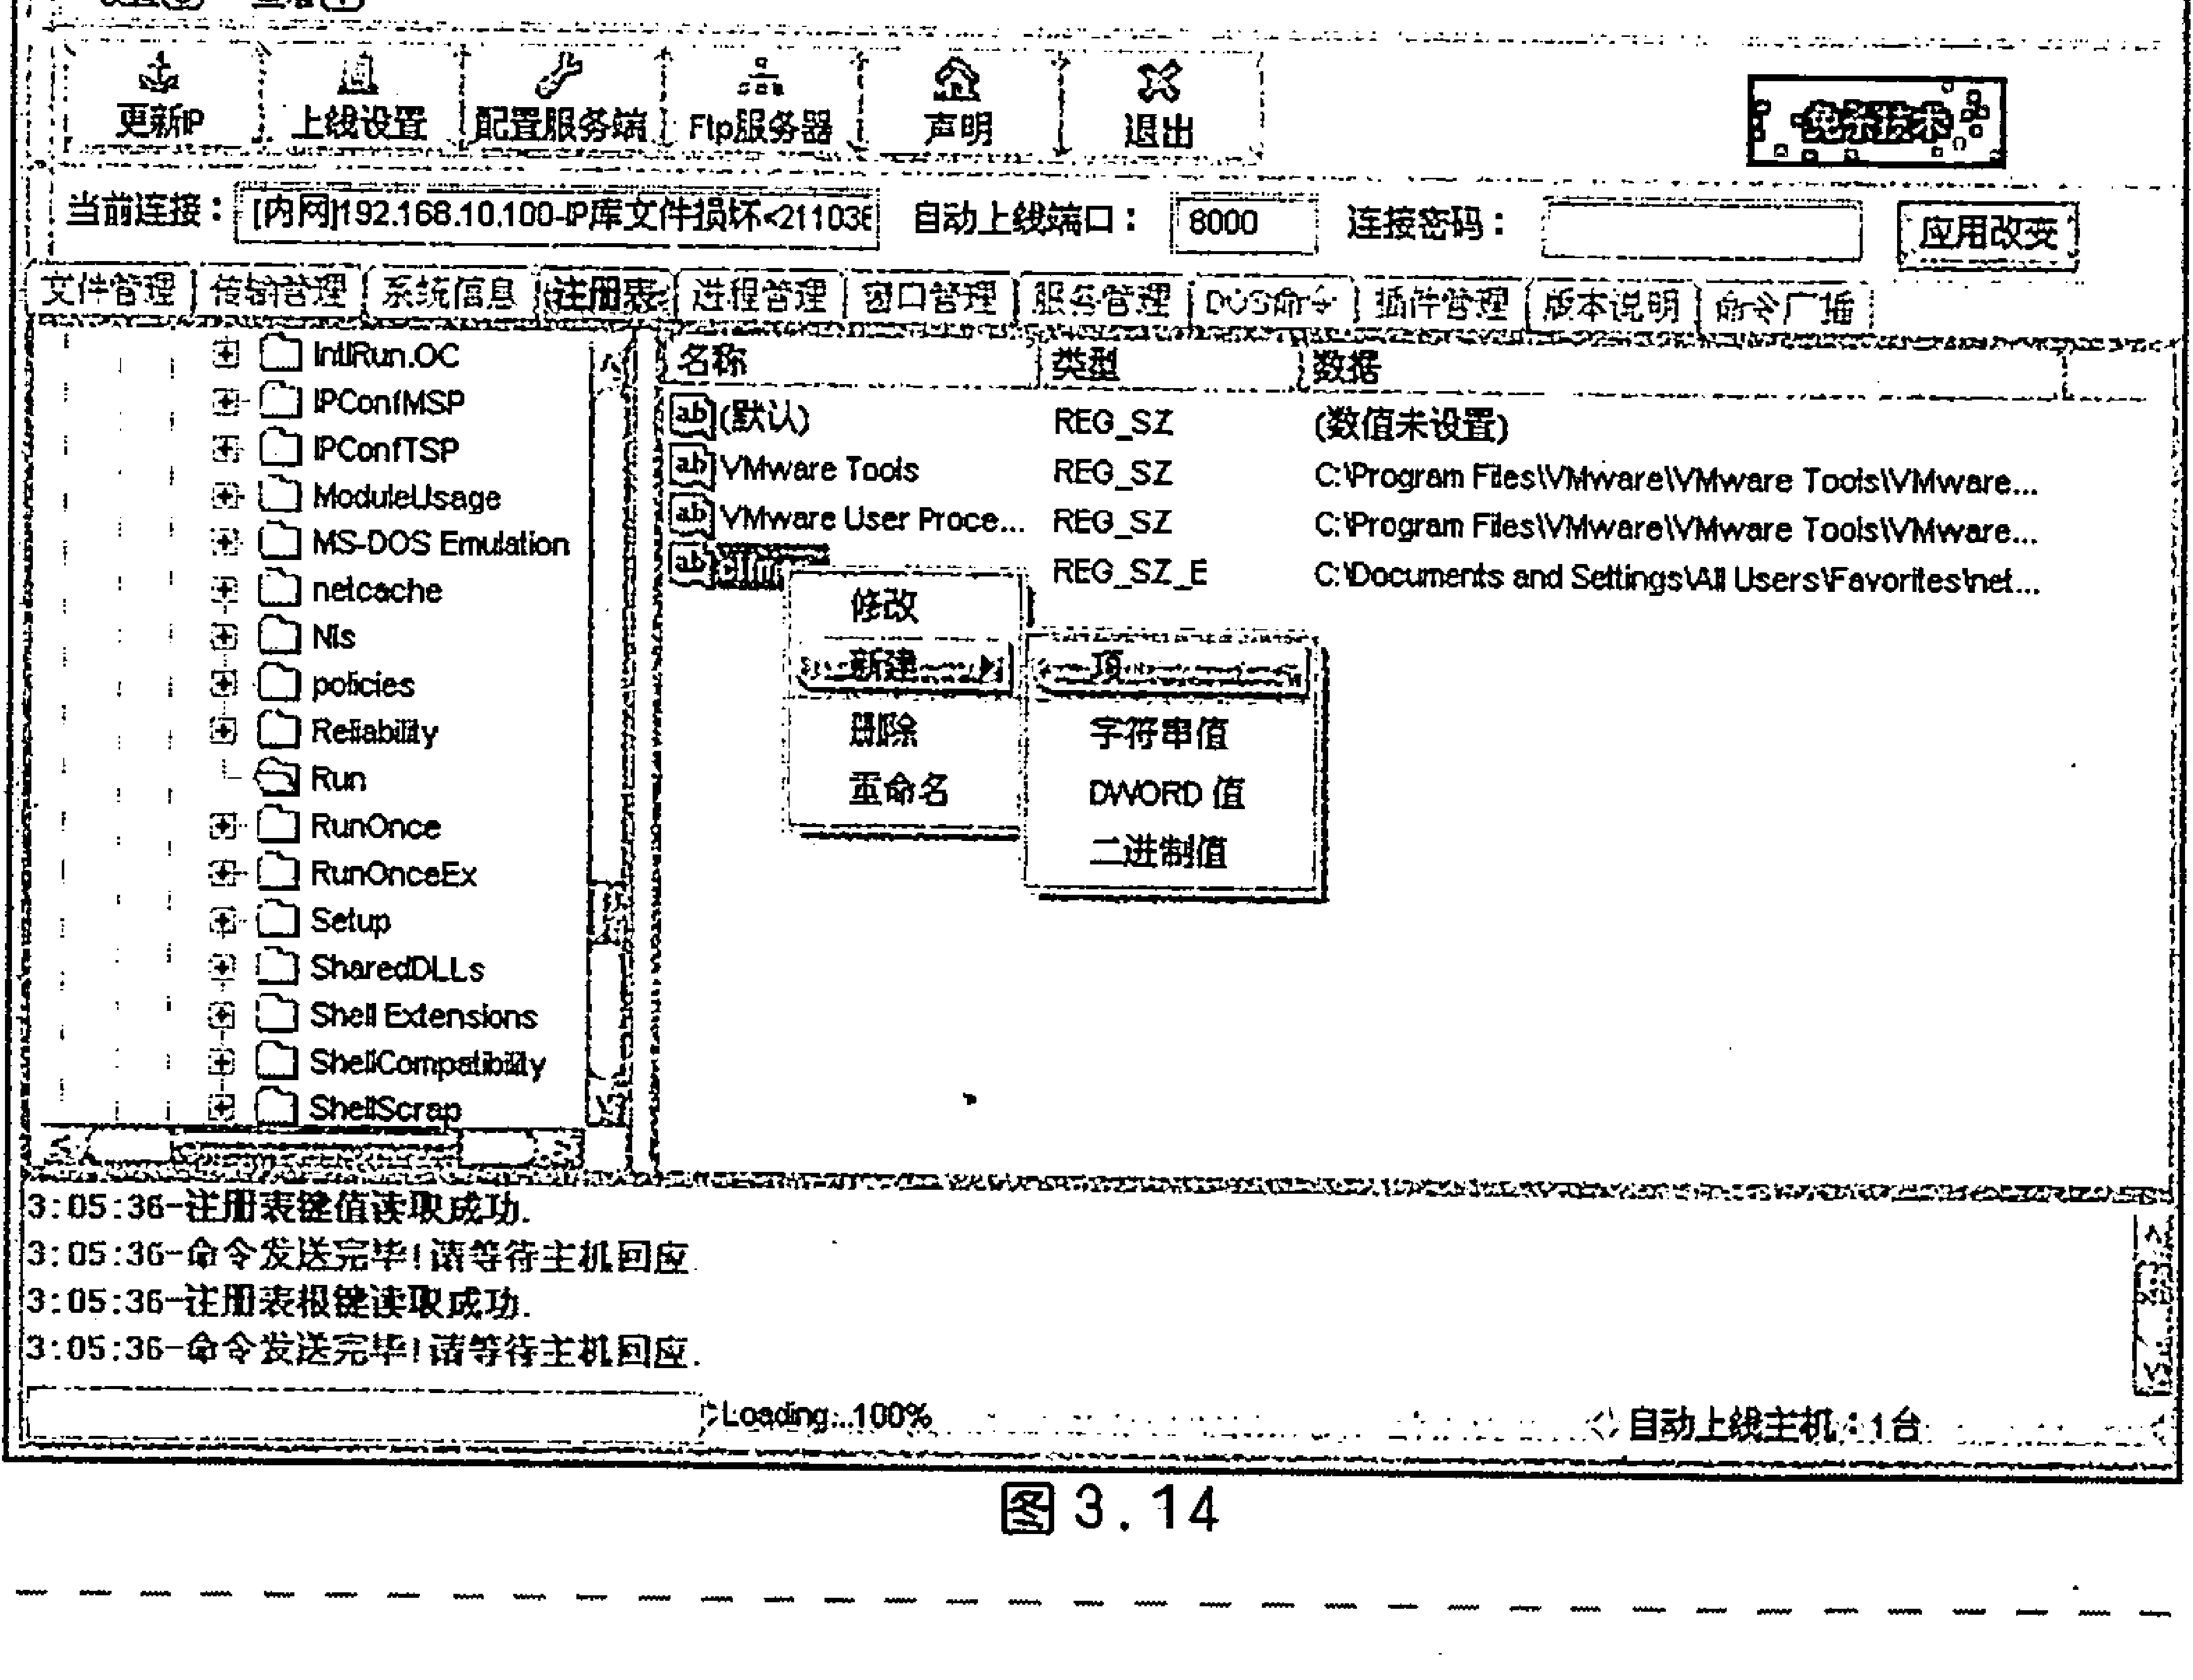 更新IP 上线设置 配置服务端 Ftp服务器 声明 退出 免杀技术
当前连接： [内网]192.168.10.100-IP库文件损坏<211038 自动上线端口： 8000 连接密码： 应用改变
文件管理 传输管理 系统信息 注册表 进程管理 窗口管理 服务管理 DOS命令 插件管理 版本说明 命令广播
名称 类型 数据
IntlRun.OC
IPConfMSP
IPConfTSP
ModuleUsage
MS-DOS Emulation
netcache
Nls
policies
Reliability
Run
RunOnce
RunOnceEx
Setup
SharedDLLs
Shell Extensions
ShellCompatibility
ShellScrap
(默认) REG_SZ (数值未设置)
VMware Tools REG_SZ C:\Program Files\VMware\VMware Tools\VMware...
VMware User Proce... REG_SZ C:\Program Files\VMware\VMware Tools\VMware...
REG_SZ_E C:\Documents and Settings\All Users\Favorites\net...
修改
新建
删除
重命名
项
字符串值
DWORD 值
二进制值
3:05:36-注册表键值读取成功.
3:05:36-命令发送完毕!请等待主机回应.
3:05:36-注册表根键读取成功.
3:05:36-命令发送完毕!请等待主机回应.
Loading...100% 自动上线主机：1台
图3.14